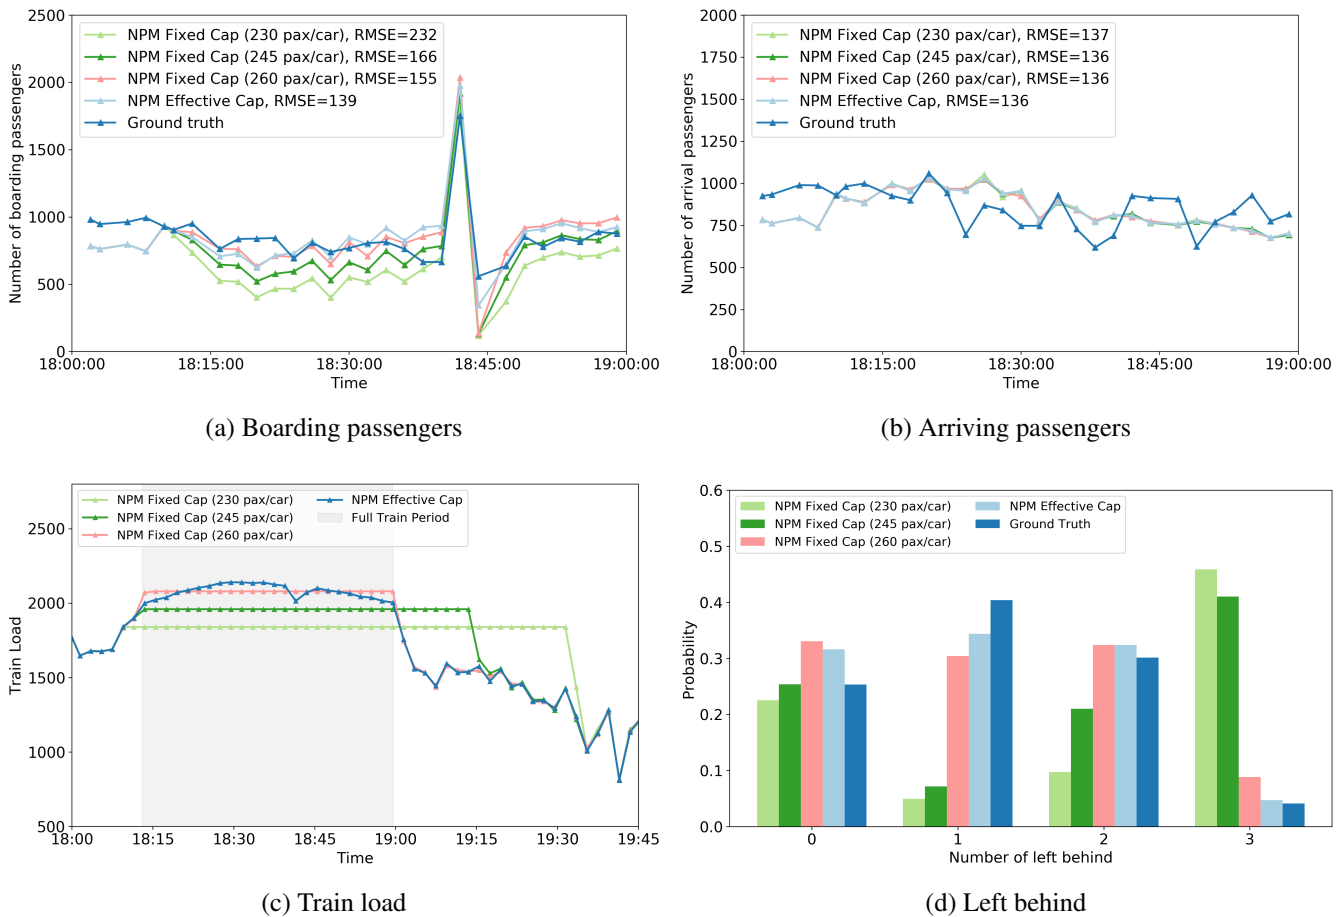 NPM Fixed Cap (230 pax/car), RMSE=232
NPM Fixed Cap (245 pax/car), RMSE=166
NPM Fixed Cap (260 pax/car), RMSE=155
NPM Effective Cap, RMSE=139
Ground truth
2500
2000
1500
1000
500
0
Number of boarding passengers
18:00:00
18:15:00
18:30:00
18:45:00
19:00:00
Time
(a) Boarding passengers
NPM Fixed Cap (230 pax/car), RMSE=137
NPM Fixed Cap (245 pax/car), RMSE=136
NPM Fixed Cap (260 pax/car), RMSE=136
NPM Effective Cap, RMSE=136
Ground truth
2000
1750
1500
1250
1000
750
500
250
0
Number of arrival passengers
18:00:00
18:15:00
18:30:00
18:45:00
19:00:00
Time
(b) Arriving passengers
NPM Fixed Cap (230 pax/car)
NPM Fixed Cap (245 pax/car)
NPM Fixed Cap (260 pax/car)
NPM Effective Cap
Full Train Period
2500
2000
1500
1000
500
Train Load
18:00
18:15
18:30
18:45
19:00
19:15
19:30
19:45
Time
(c) Train load
NPM Fixed Cap (230 pax/car)
NPM Fixed Cap (245 pax/car)
NPM Fixed Cap (260 pax/car)
NPM Effective Cap
Ground Truth
0.6
0.5
0.4
0.3
0.2
0.1
0.0
Probability
0
1
2
3
Number of left behind
(d) Left behind